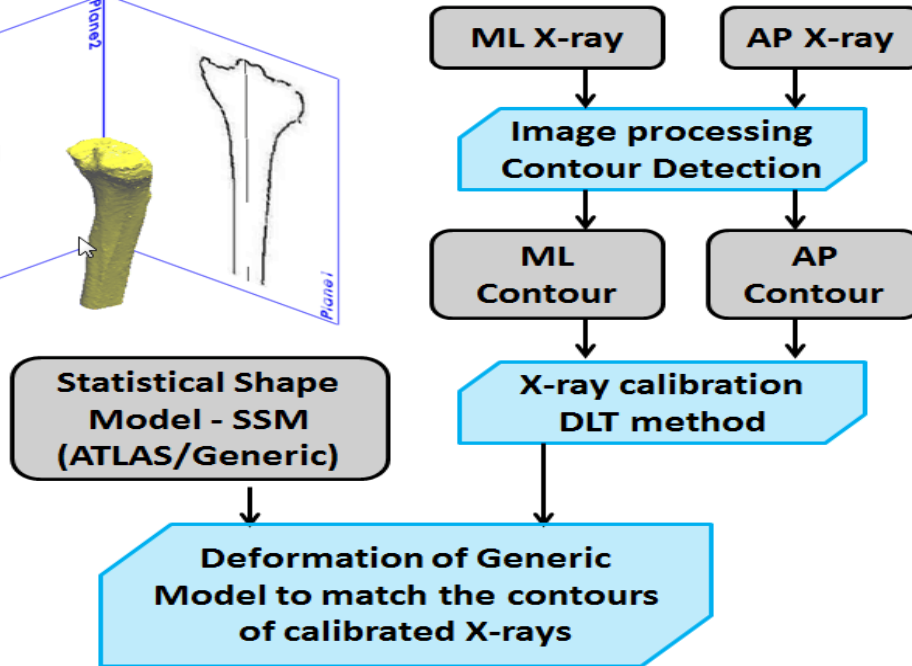 Plane2
Plane1
ML X-ray
AP X-ray
Image processing
Contour Detection
ML
Contour
AP
Contour
Statistical Shape
Model - SSM
(ATLAS/Generic)
X-ray calibration
DLT method
Deformation of Generic
Model to match the contours
of calibrated X-rays